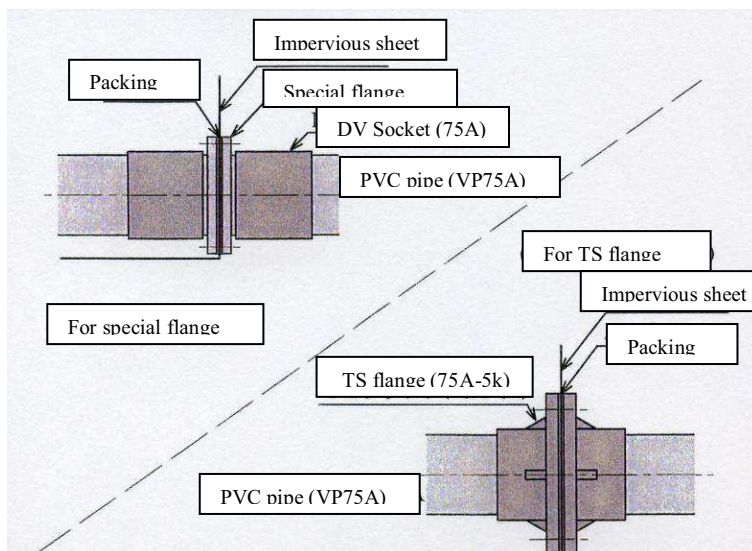 Impervious sheet
Packing
Special flange
DV Socket (75A)
PVC pipe (VP75A)
For TS flange
Impervious sheet
For special flange
Packing
TS flange (75A-5k)
PVC pipe (VP75A)